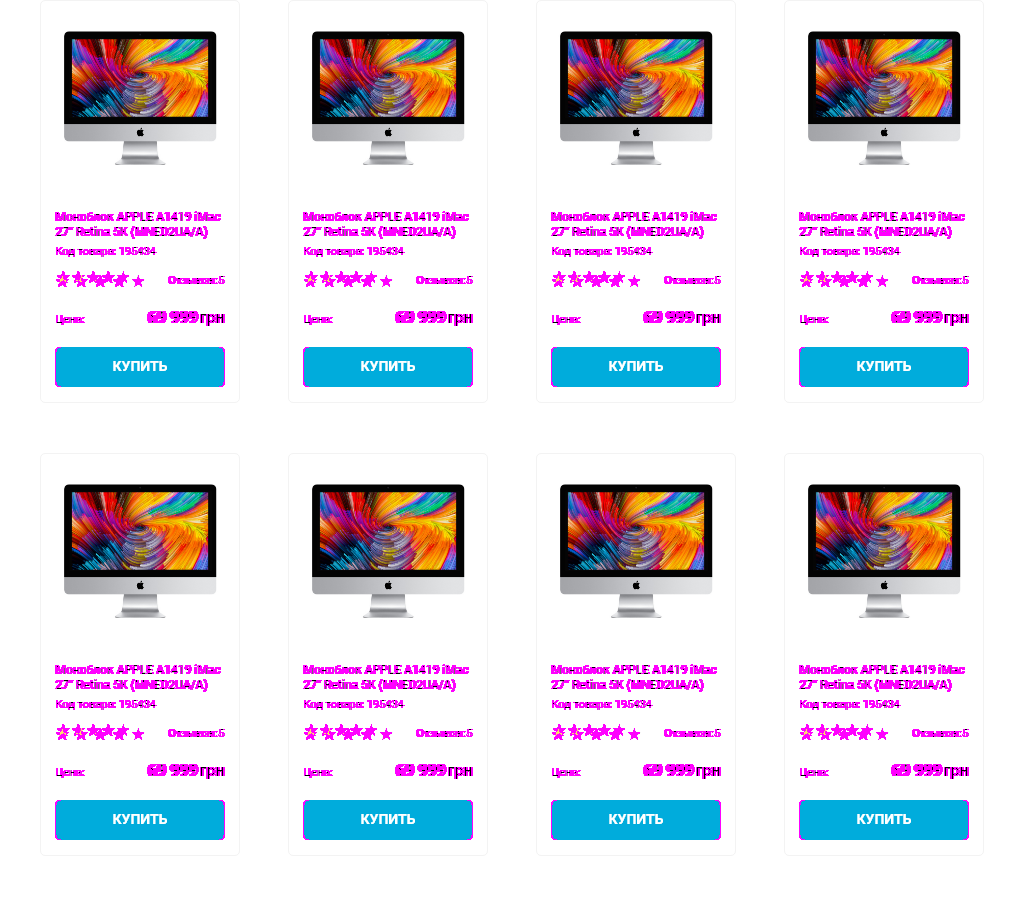 Моноблок APPLE A1419 iMac
27” Retina 5K (MNED2UA/A)
Код товара: 195434
Отзывов: 5
Цена: 69 999 грн
КУПИТЬ
Моноблок APPLE A1419 iMac
27” Retina 5K (MNED2UA/A)
Код товара: 195434
Отзывов: 5
Цена: 69 999 грн
КУПИТЬ
Моноблок APPLE A1419 iMac
27” Retina 5K (MNED2UA/A)
Код товара: 195434
Отзывов: 5
Цена: 69 999 грн
КУПИТЬ
Моноблок APPLE A1419 iMac
27” Retina 5K (MNED2UA/A)
Код товара: 195434
Отзывов: 5
Цена: 69 999 грн
КУПИТЬ
Моноблок APPLE A1419 iMac
27” Retina 5K (MNED2UA/A)
Код товара: 195434
Отзывов: 5
Цена: 69 999 грн
КУПИТЬ
Моноблок APPLE A1419 iMac
27” Retina 5K (MNED2UA/A)
Код товара: 195434
Отзывов: 5
Цена: 69 999 грн
КУПИТЬ
Моноблок APPLE A1419 iMac
27” Retina 5K (MNED2UA/A)
Код товара: 195434
Отзывов: 5
Цена: 69 999 грн
КУПИТЬ
Моноблок APPLE A1419 iMac
27” Retina 5K (MNED2UA/A)
Код товара: 195434
Отзывов: 5
Цена: 69 999 грн
КУПИТЬ